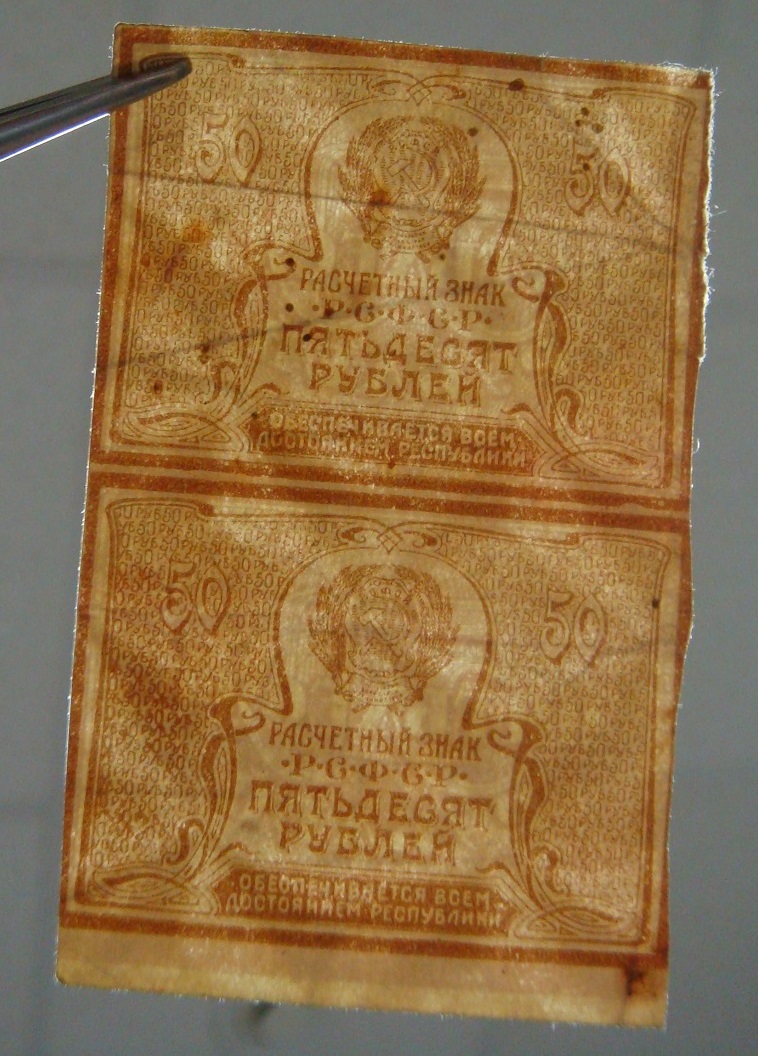 50 50
РАСЧЕТНЫЙ ЗНАК
·Р·С·Ф·С·Р·
ПЯТЬДЕСЯТ
РУБЛЕЙ
ОБЕСПЕЧИВАЕТСЯ ВСЕМ
ДОСТОЯНИЕМ РЕСПУБЛИКИ
50 50
РАСЧЕТНЫЙ ЗНАК
·Р·С·Ф·С·Р·
ПЯТЬДЕСЯТ
РУБЛЕЙ
ОБЕСПЕЧИВАЕТСЯ ВСЕМ
ДОСТОЯНИЕМ РЕСПУБЛИКИ